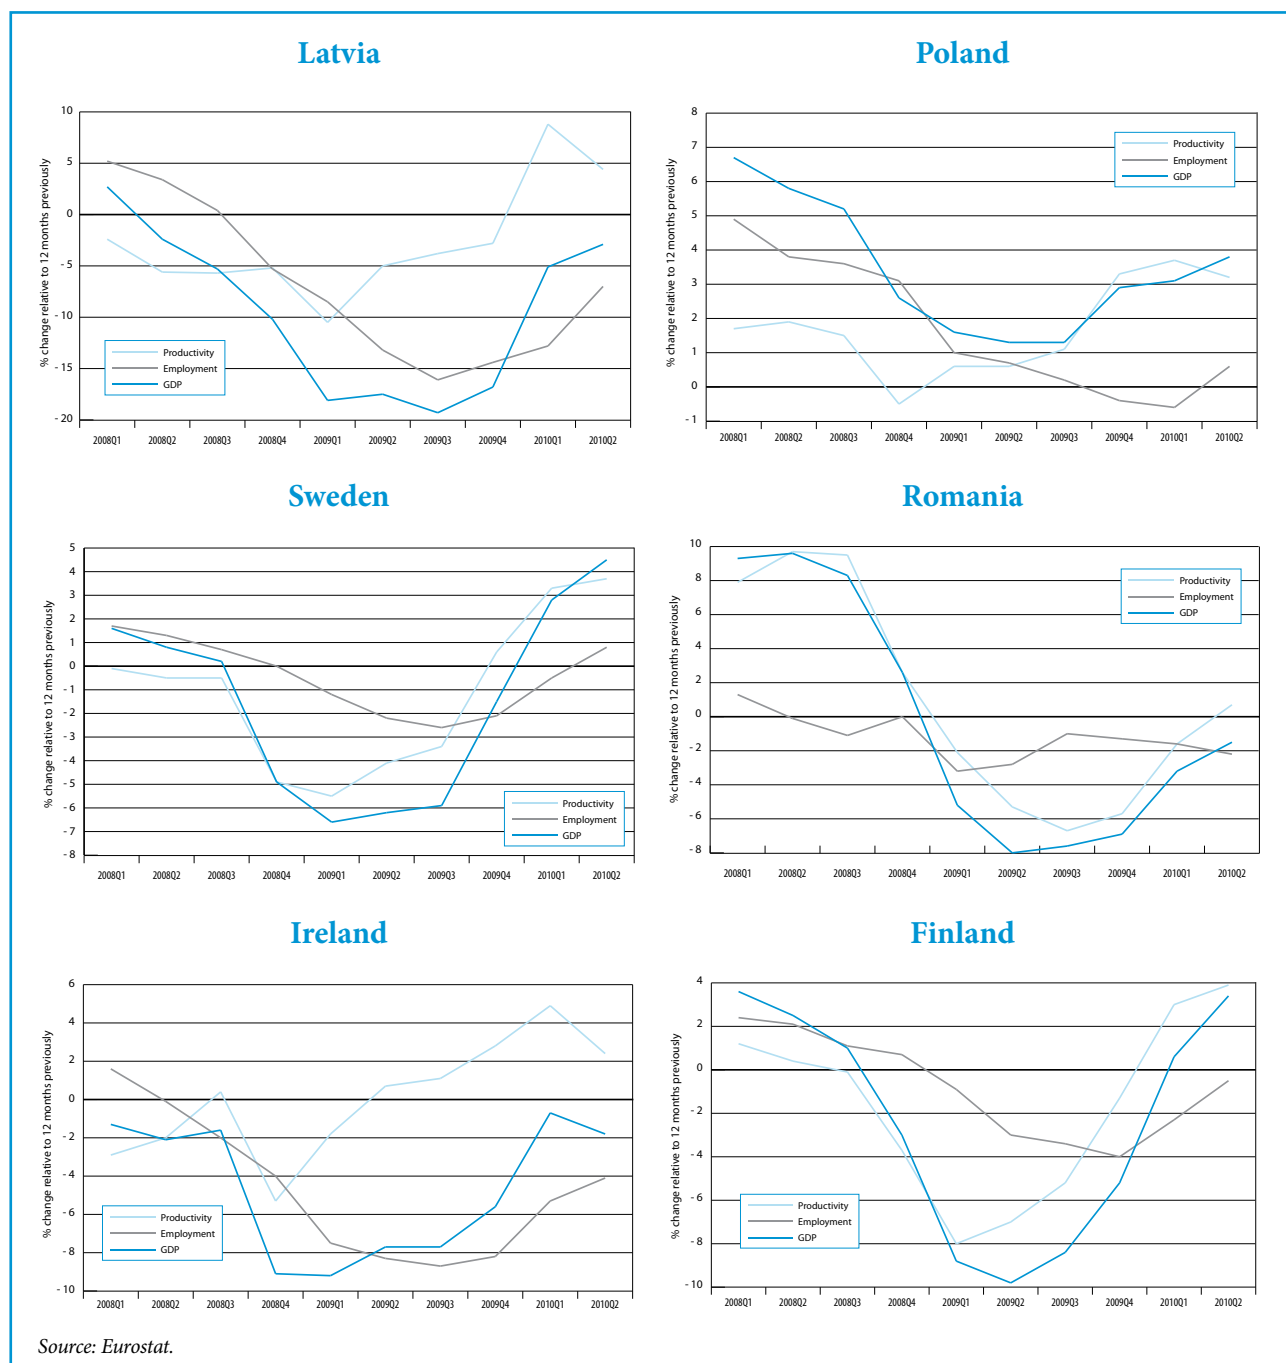 Latvia
% change relative to 12 months previously
10
5
0
- 5
- 10
- 15
- 20
Productivity
Employment
GDP
2008Q1 2008Q2 2008Q3 2008Q4 2009Q1 2009Q2 2009Q3 2009Q4 2010Q1 2010Q2
Poland
% change relative to 12 months previously
8
7
6
5
4
3
2
1
0
- 1
Productivity
Employment
GDP
2008Q1 2008Q2 2008Q3 2008Q4 2009Q1 2009Q2 2009Q3 2009Q4 2010Q1 2010Q2
Sweden
% change relative to 12 months previously
5
4
3
2
1
0
- 1
- 2
- 3
- 4
- 5
- 6
- 7
- 8
Productivity
Employment
GDP
2008Q1 2008Q2 2008Q3 2008Q4 2009Q1 2009Q2 2009Q3 2009Q4 2010Q1 2010Q2
Romania
% change relative to 12 months previously
10
8
6
4
2
0
- 2
- 4
- 6
- 8
Productivity
Employment
GDP
2008Q1 2008Q2 2008Q3 2008Q4 2009Q1 2009Q2 2009Q3 2009Q4 2010Q1 2010Q2
Ireland
% change relative to 12 months previously
6
4
2
0
- 2
- 4
- 6
- 8
- 10
Productivity
Employment
GDP
2008Q1 2008Q2 2008Q3 2008Q4 2009Q1 2009Q2 2009Q3 2009Q4 2010Q1 2010Q2
Finland
% change relative to 12 months previously
4
2
0
- 2
- 4
- 6
- 8
- 10
Productivity
Employment
GDP
2008Q1 2008Q2 2008Q3 2008Q4 2009Q1 2009Q2 2009Q3 2009Q4 2010Q1 2010Q2
Source: Eurostat.